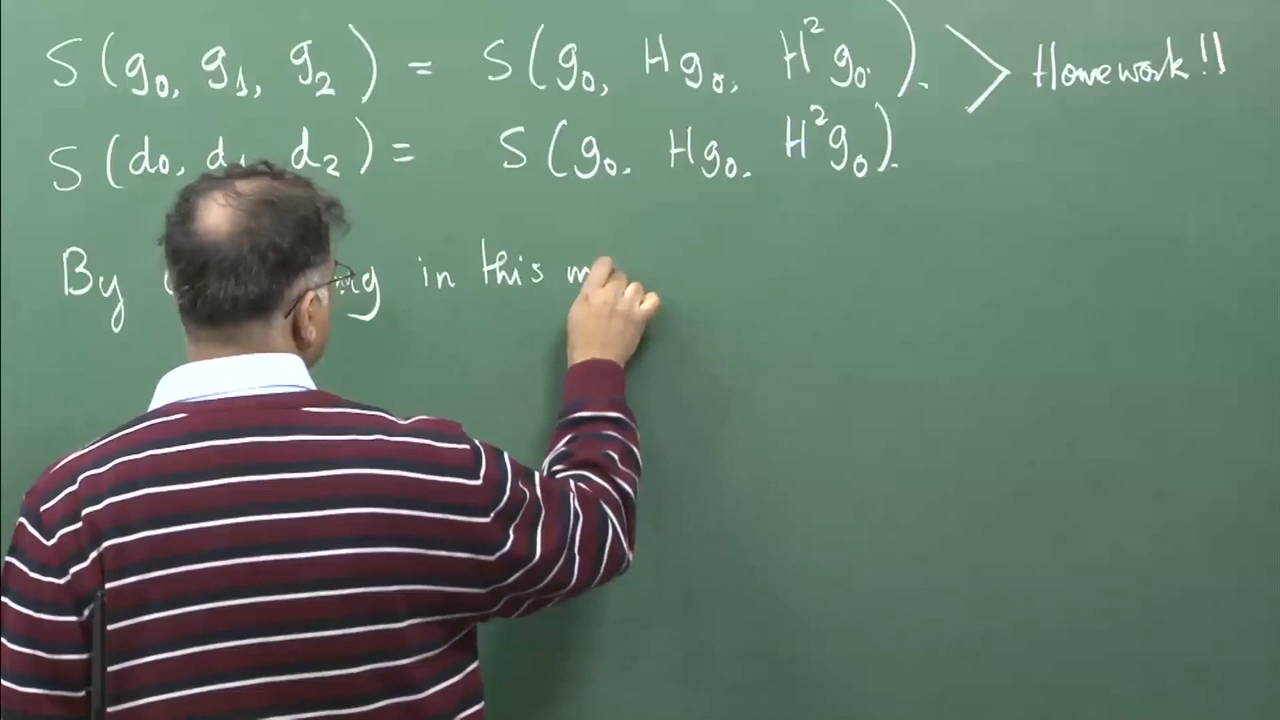 S(g₀, g₁, g₂) = S(g₀, Hg₀, H²g₀). > Homework!!
S(d₀, d₁, d₂) = S(g₀, Hg₀, H²g₀).
By in this